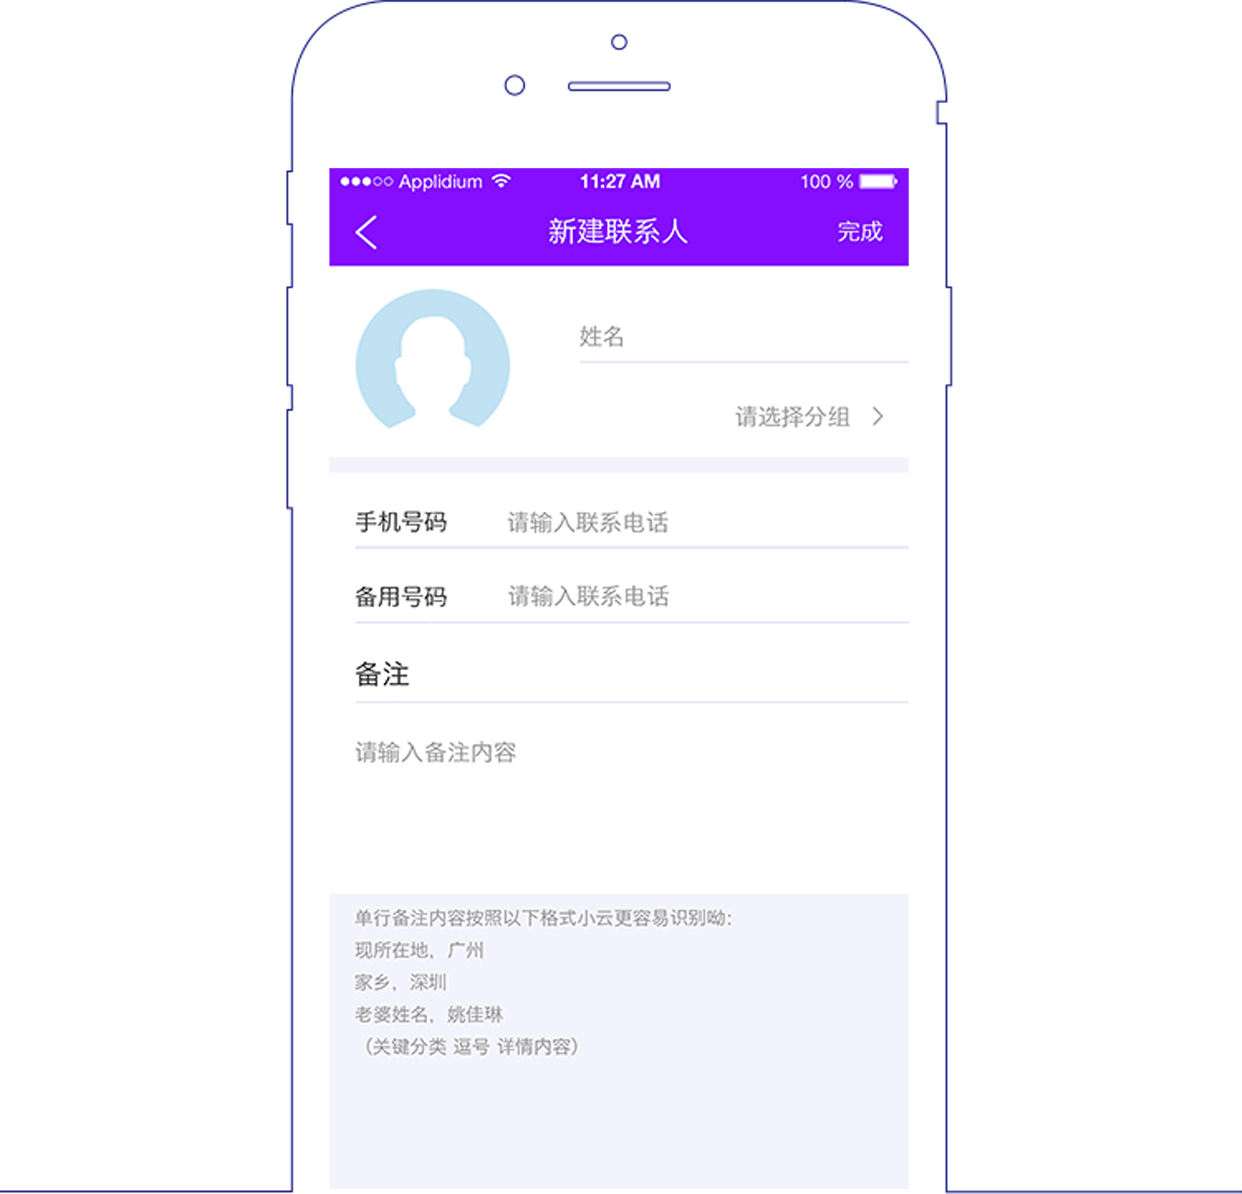 Applidium 11:27 AM 100 %
新建联系人 完成
姓名
请选择分组
手机号码 请输入联系电话
备用号码 请输入联系电话
备注
请输入备注内容
单行备注内容按照以下格式小云更容易识别呦：
现所在地，广州
家乡，深圳
老婆姓名，姚佳琳
（关键分类 逗号 详情内容）